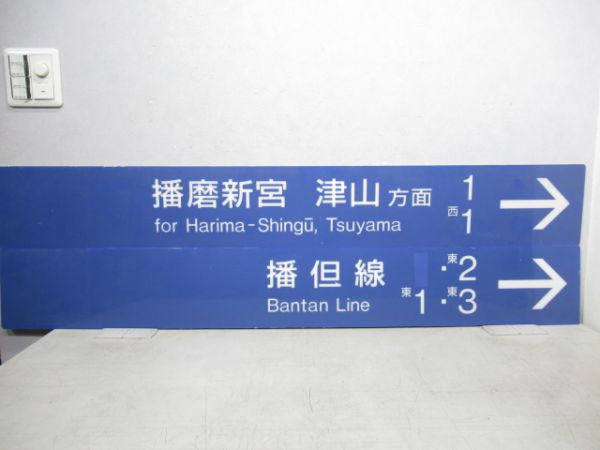 播磨新宮 津山方面 1
for Harima-Shingū, Tsuyama 西1
播但線 ・東2
Bantan Line 東1・東3